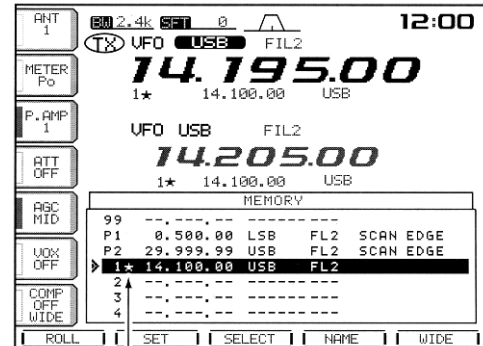 ANT
1
BW 2.4k SFT 0
12:00
TX VFO USB FIL2
14.195.00
1★ 14.100.00 USB
METER
Po
P.AMP
1
VFO USB FIL2
14.205.00
1★ 14.100.00 USB
ATT
OFF
AGC
MID
VOX
OFF
COMP
OFF
WIDE
MEMORY
99 --.---.-- --- ------
P1 0.500.00 LSB FL2 SCAN EDGE
P2 29.999.99 USB FL2 SCAN EDGE
1★ 14.100.00 USB FL2
2 --.---.-- --- ------
3 --.---.-- --- ------
4 --.---.-- --- ------
ROLL SET SELECT NAME WIDE